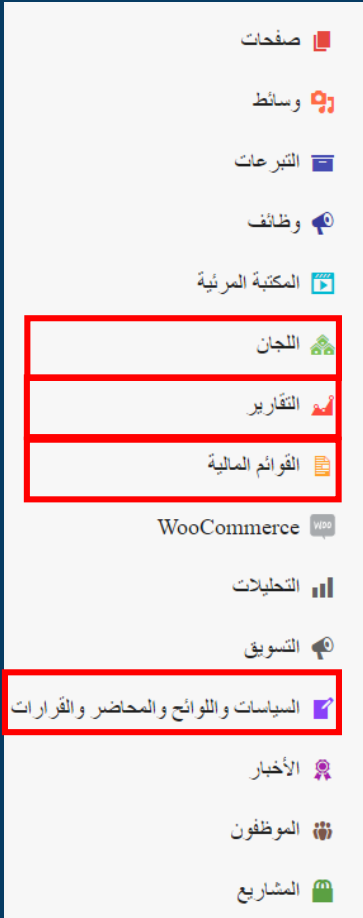 صفحات
وسائط
التبرعات
وظائف
المكتبة المرئية
اللجان
التقارير
القوائم المالية
WooCommerce
التحليلات
التسويق
السياسات واللوائح والمحاضر والقرارات
الأخبار
الموظفون
المشاريع